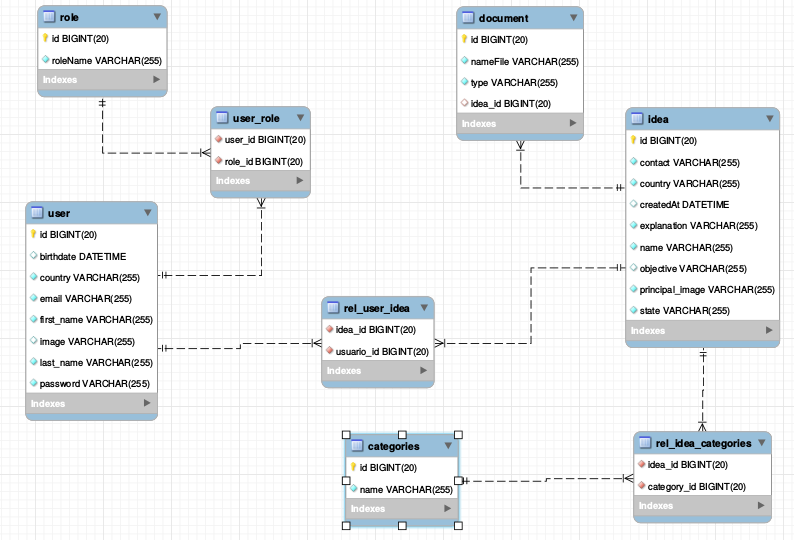 role
id BIGINT(20)
roleName VARCHAR(255)
Indexes
document
id BIGINT(20)
nameFile VARCHAR(255)
type VARCHAR(255)
idea_id BIGINT(20)
Indexes
user_role
user_id BIGINT(20)
role_id BIGINT(20)
Indexes
idea
id BIGINT(20)
contact VARCHAR(255)
country VARCHAR(255)
createdAt DATETIME
explanation VARCHAR(255)
name VARCHAR(255)
objective VARCHAR(255)
principal_image VARCHAR(255)
state VARCHAR(255)
Indexes
user
id BIGINT(20)
birthdate DATETIME
country VARCHAR(255)
email VARCHAR(255)
first_name VARCHAR(255)
image VARCHAR(255)
last_name VARCHAR(255)
password VARCHAR(255)
Indexes
rel_user_idea
idea_id BIGINT(20)
usuario_id BIGINT(20)
Indexes
categories
id BIGINT(20)
name VARCHAR(255)
Indexes
rel_idea_categories
idea_id BIGINT(20)
category_id BIGINT(20)
Indexes